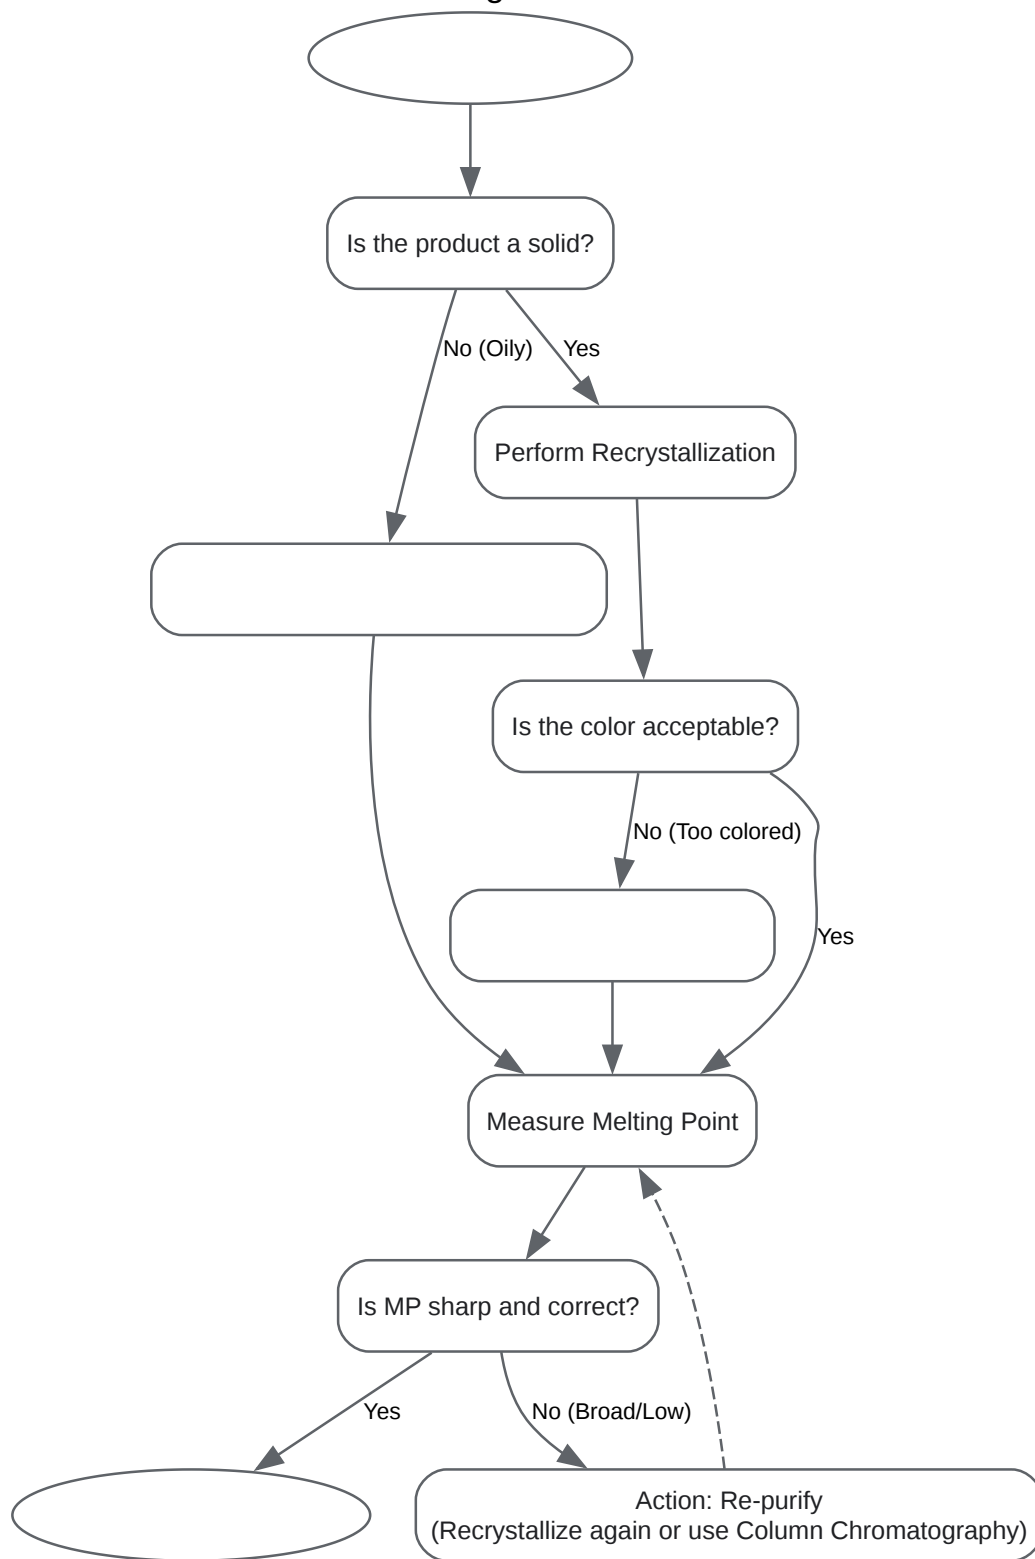 Is the product a solid?
No (Oily)
Yes
Perform Recrystallization
Is the color acceptable?
No (Too colored)
Yes
Measure Melting Point
Is MP sharp and correct?
Yes
No (Broad/Low)
Action: Re-purify
(Recrystallize again or use Column Chromatography)